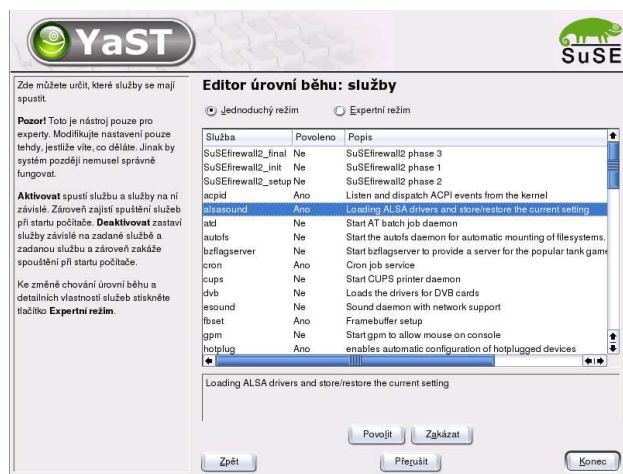 YaST
SuSE
Zde můžete určit, které služby se mají
spustit.
Pozor! Toto je nástroj pouze pro
experty. Modifikujte nastavení pouze
tehdy, jestliže víte, co děláte. Jinak by
systém později nemusel správně
fungovat.
Aktivovat spustí službu a služby na ní
závislé. Zároveň zajistí spuštění služeb
při startu počítače. Deaktivovat zastaví
služby závislé na zadané službě a
zadanou službu a zároveň zakáže
spouštění při startu počítače.
Ke změně chování úrovní běhu a
detailních vlastností služeb stiskněte
tlačítko Expertní režim.
Editor úrovní běhu: služby
Jednoduchý režim Expertní režim
Služba Povoleno Popis
SuSEfirewall2_final Ne SuSEfirewall2 phase 3
SuSEfirewall2_init Ne SuSEfirewall2 phase 1
SuSEfirewall2_setup Ne SuSEfirewall2 phase 2
acpid Ano Listen and dispatch ACPI events from the kernel
alsasound Ano Loading ALSA drivers and store/restore the current setting
atd Ne Start AT batch job daemon
autofs Ne Start the autofs daemon for automatic mounting of filesystems.
bzflagserver Ne Start bzflagserver to provide a server for the popular tank game
cron Ano Cron job service
cups Ne Start CUPS printer daemon
dvb Ne Loads the drivers for DVB cards
esound Ne Sound daemon with network support
fbset Ano Framebuffer setup
gpm Ne Start gpm to allow mouse on console
hotplug Ano enables automatic configuration of hotplugged devices
Loading ALSA drivers and store/restore the current setting
Povolit Zakázat
Zpět Přerušit Konec